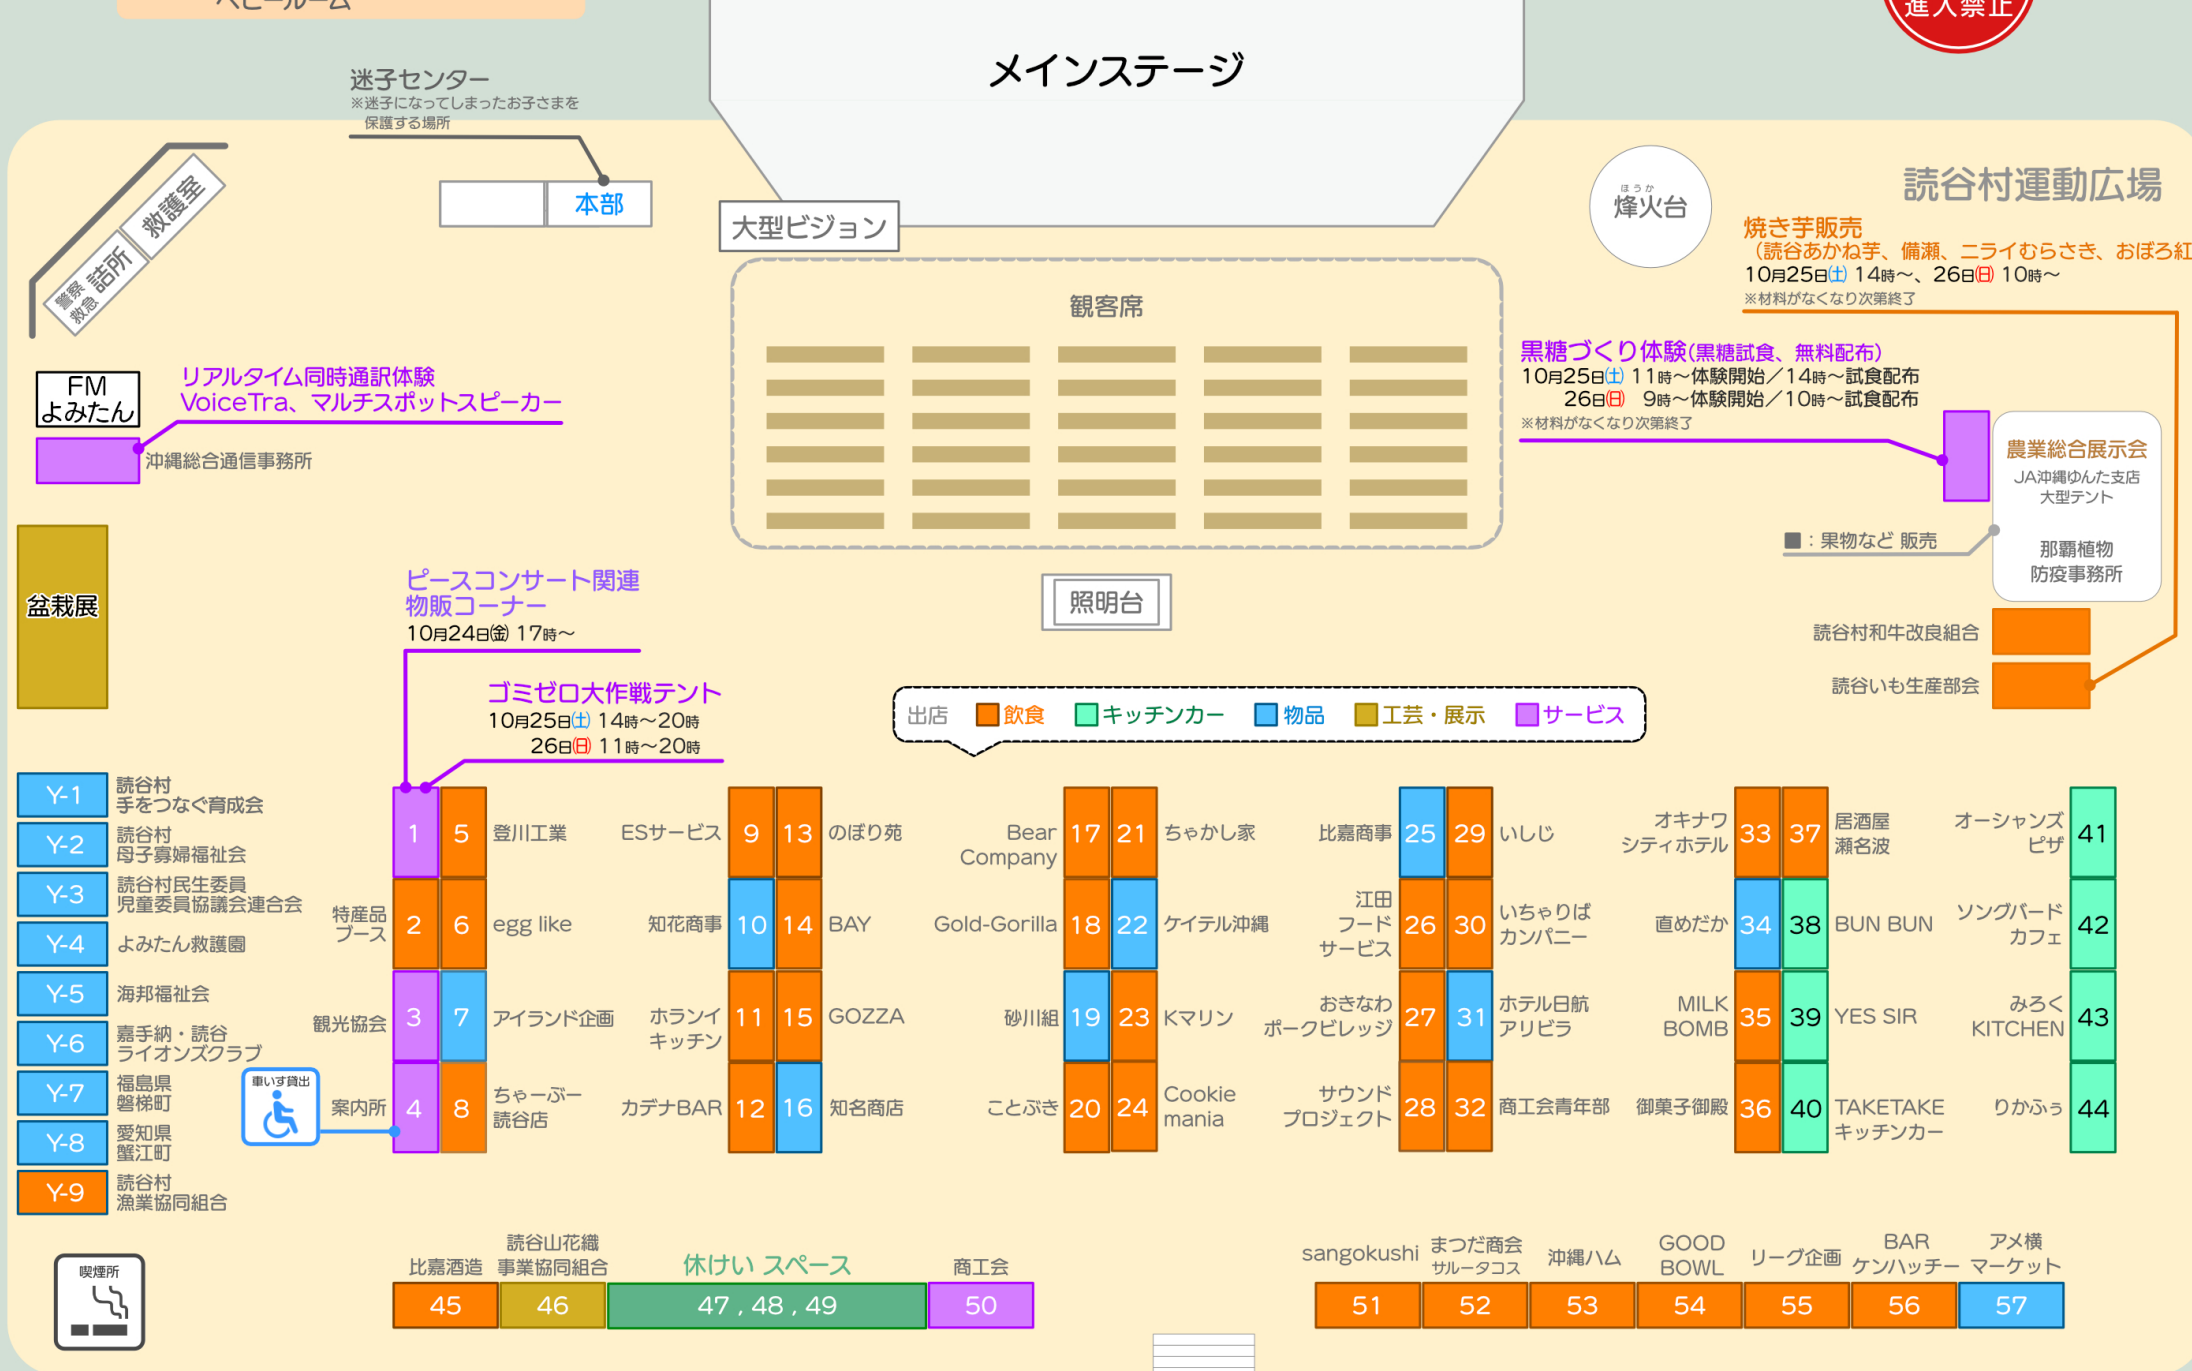 ベビールーム
進入禁止
メインステージ
迷子センター
※迷子になってしまったお子さまを
保護する場所
本部
大型ビジョン
救護室
警察
救急
詰所
ほうか
烽火台
読谷村運動広場
焼き芋販売
（読谷あかね芋、備瀬、ニライむらさき、おぼろ紅
10月25日(土) 14時～、26日(日) 10時～
※材料がなくなり次第終了
観客席
黒糖づくり体験(黒糖試食、無料配布)
10月25日(土) 11時～体験開始／14時～試食配布
26日(日) 9時～体験開始／10時～試食配布
※材料がなくなり次第終了
FM
よみたん
リアルタイム同時通訳体験
VoiceTra、マルチスポットスピーカー
沖縄総合通信事務所
農業総合展示会
JA沖縄ゆんた支店
大型テント
那覇植物
防疫事務所
■：果物など 販売
盆栽展
ピースコンサート関連
物販コーナー
10月24日(金) 17時～
照明台
読谷村和牛改良組合
読谷いも生産部会
ゴミゼロ大作戦テント
10月25日(土) 14時～20時
26日(日) 11時～20時
出店 飲食 キッチンカー 物品 工芸・展示 サービス
Y-1
読谷村
手をつなぐ育成会
Y-2
読谷村
母子寡婦福祉会
Y-3
読谷村民生委員
児童委員協議会連合会
Y-4
よみたん救護園
Y-5
海邦福祉会
Y-6
嘉手納・読谷
ライオンズクラブ
Y-7
福島県
磐梯町
Y-8
愛知県
蟹江町
Y-9
読谷村
漁業協同組合
1
5
登川工業
特産品
ブース
2
6
egg like
観光協会
3
7
アイランド企画
車いす貸出
案内所
4
8
ちゃーぶー
読谷店
ESサービス
9
13
のぼり苑
知花商事
10
14
BAY
ホランイ
キッチン
11
15
GOZZA
カデナBAR
12
16
知名商店
Bear
Company
17
21
ちゃかし家
Gold-Gorilla
18
22
ケイテル沖縄
砂川組
19
23
Kマリン
ことぶき
20
24
Cookie
mania
比嘉商事
25
29
いしじ
江田
フード
サービス
26
30
いちゃりば
カンパニー
おきなわ
ポークビレッジ
27
31
ホテル日航
アリビラ
サウンド
プロジェクト
28
32
商工会青年部
オキナワ
シティホテル
33
37
居酒屋
瀬名波
直めだか
34
38
BUN BUN
MILK
BOMB
35
39
YES SIR
御菓子御殿
36
40
TAKETAKE
キッチンカー
オーシャンズ
ピザ
41
ソングバード
カフェ
42
みろく
KITCHEN
43
りかふぅ
44
喫煙所
比嘉酒造
45
読谷山花織
事業協同組合
46
休けい スペース
47 , 48 , 49
商工会
50
sangokushi
51
まつだ商会
サルータコス
52
沖縄ハム
53
GOOD
BOWL
54
リーグ企画
55
BAR
ケンハッチー
56
アメ横
マーケット
57